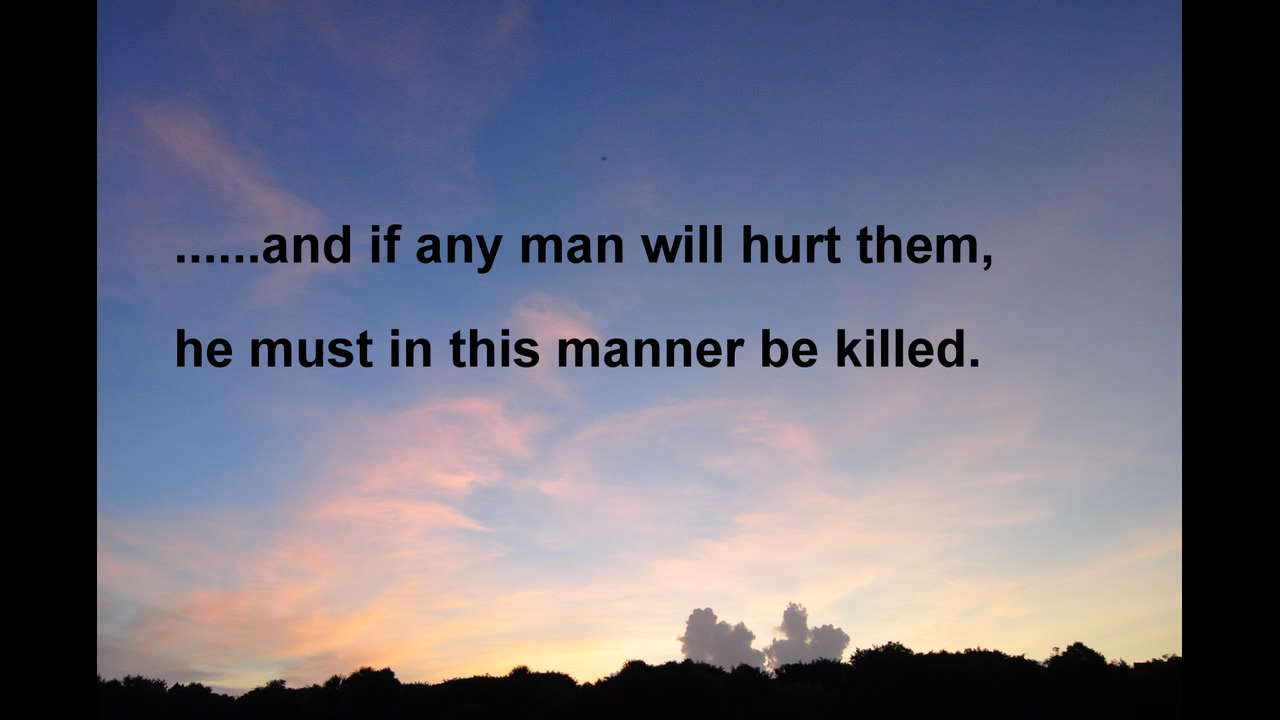 ......and if any man will hurt them,
he must in this manner be killed.